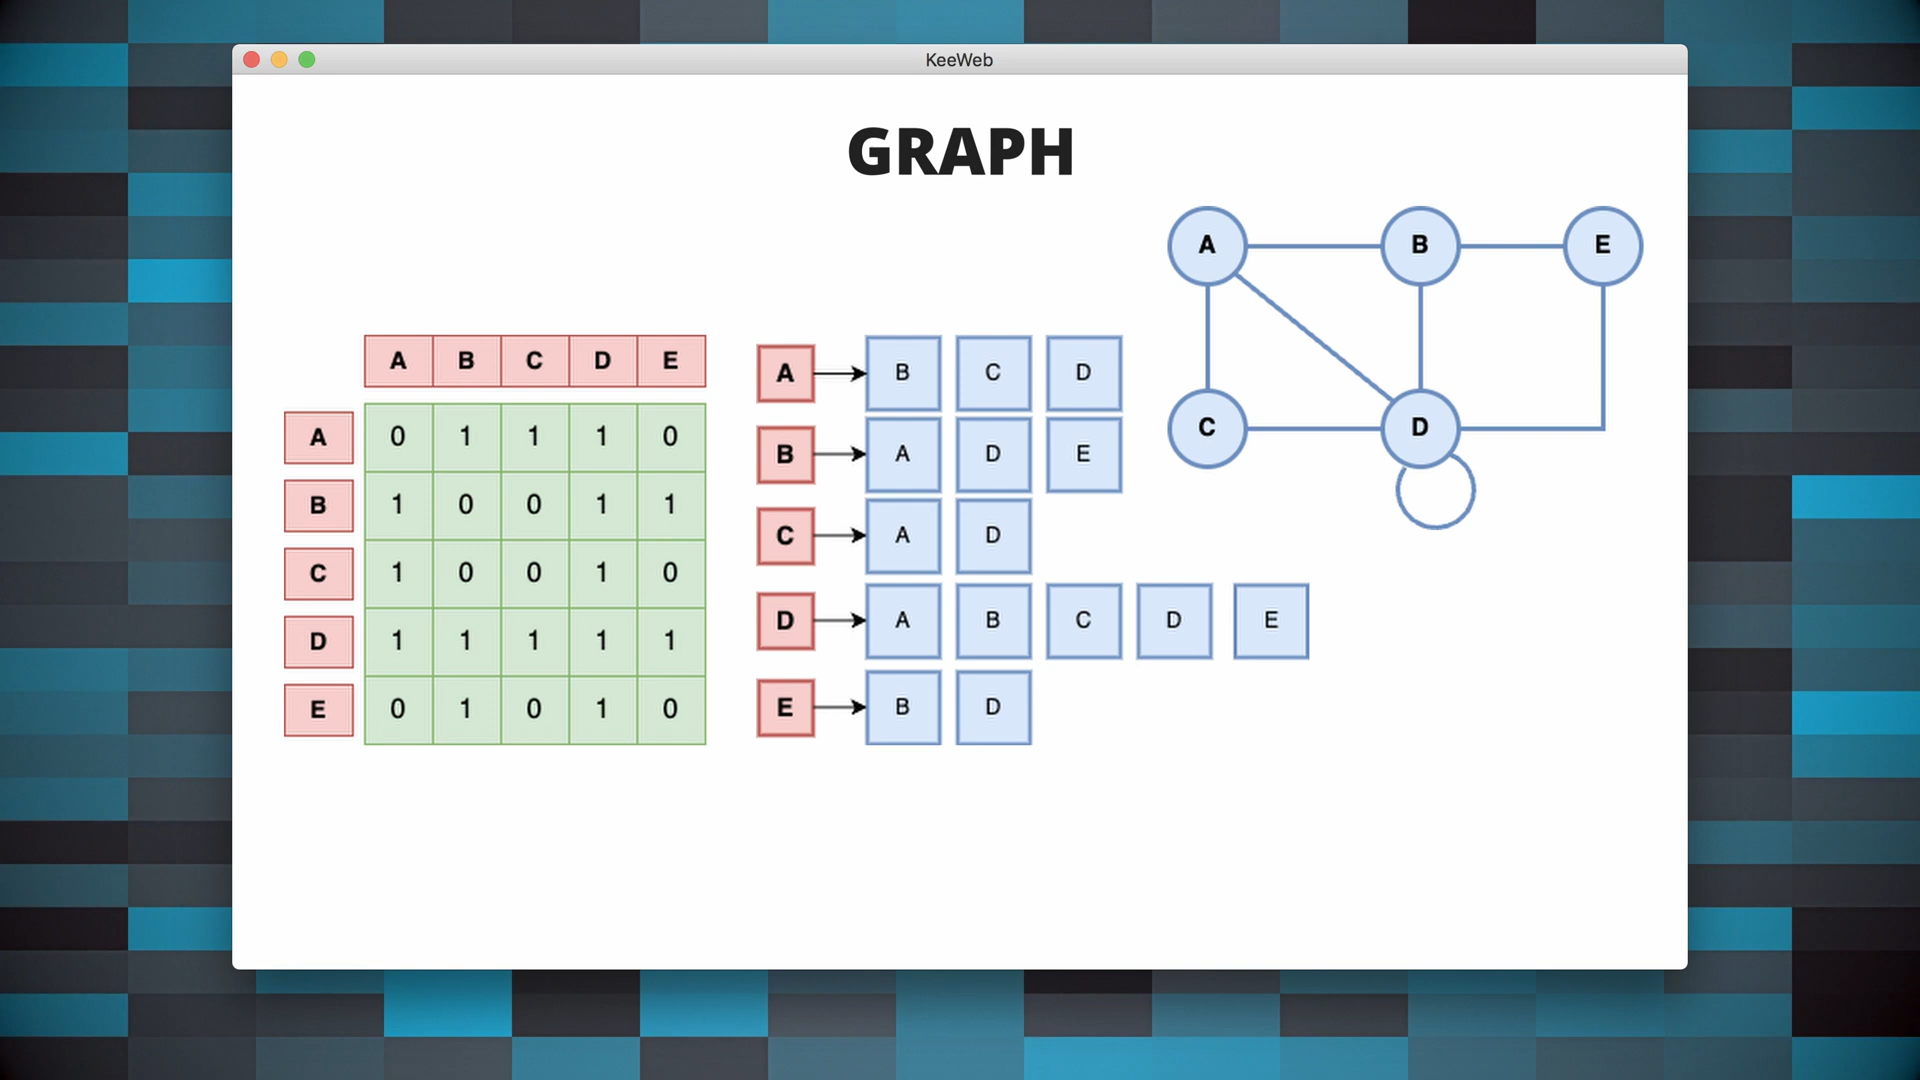 KeeWeb
GRAPH
A B C D E
A 0 1 1 1 0
B 1 0 0 1 1
C 1 0 0 1 0
D 1 1 1 1 1
E 0 1 0 1 0
A B C D
B A D E
C A D
D A B C D E
E B D
A B E
C D